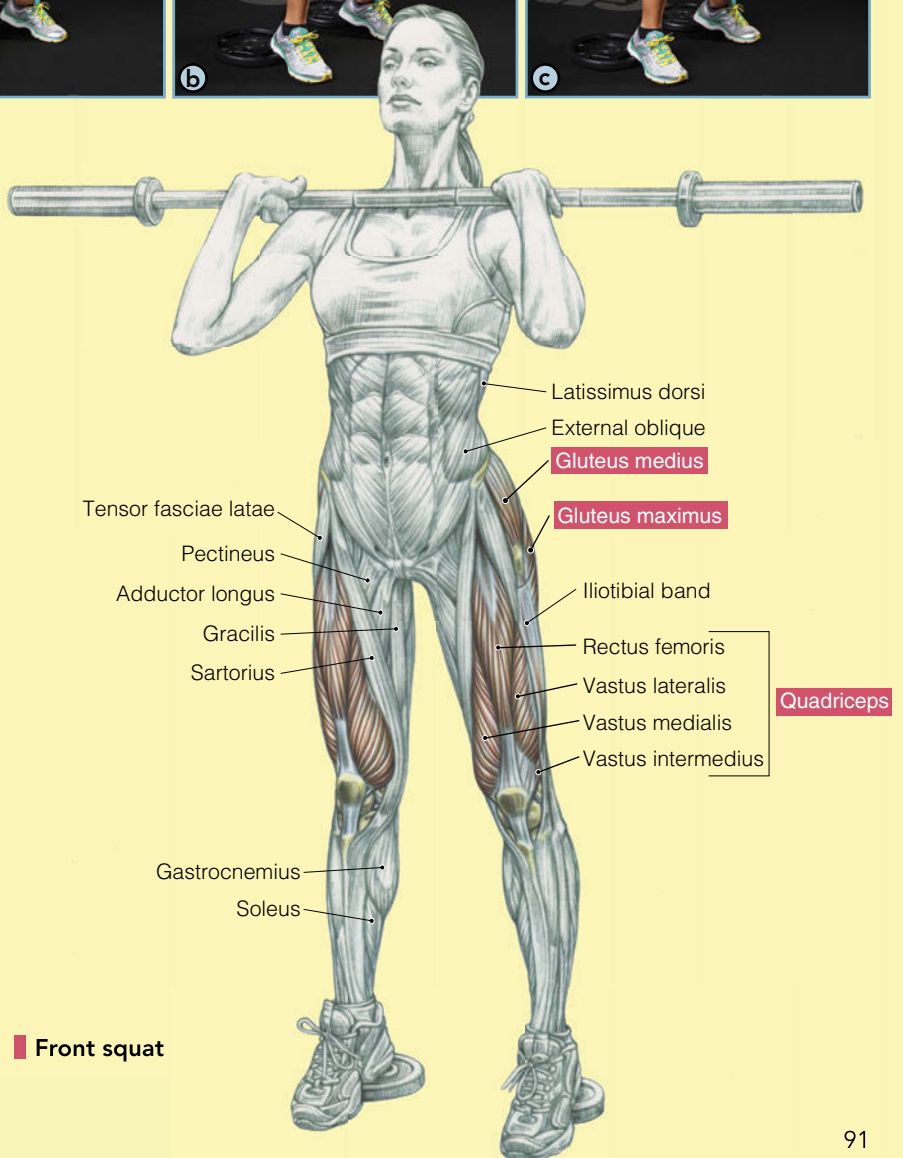 b
c
Latissimus dorsi
External oblique
Gluteus medius
Gluteus maximus
Tensor fasciae latae
Pectineus
Adductor longus
Gracilis
Sartorius
Iliotibial band
Rectus femoris
Vastus lateralis
Vastus medialis
Vastus intermedius
Quadriceps
Gastrocnemius
Soleus
Front squat
91